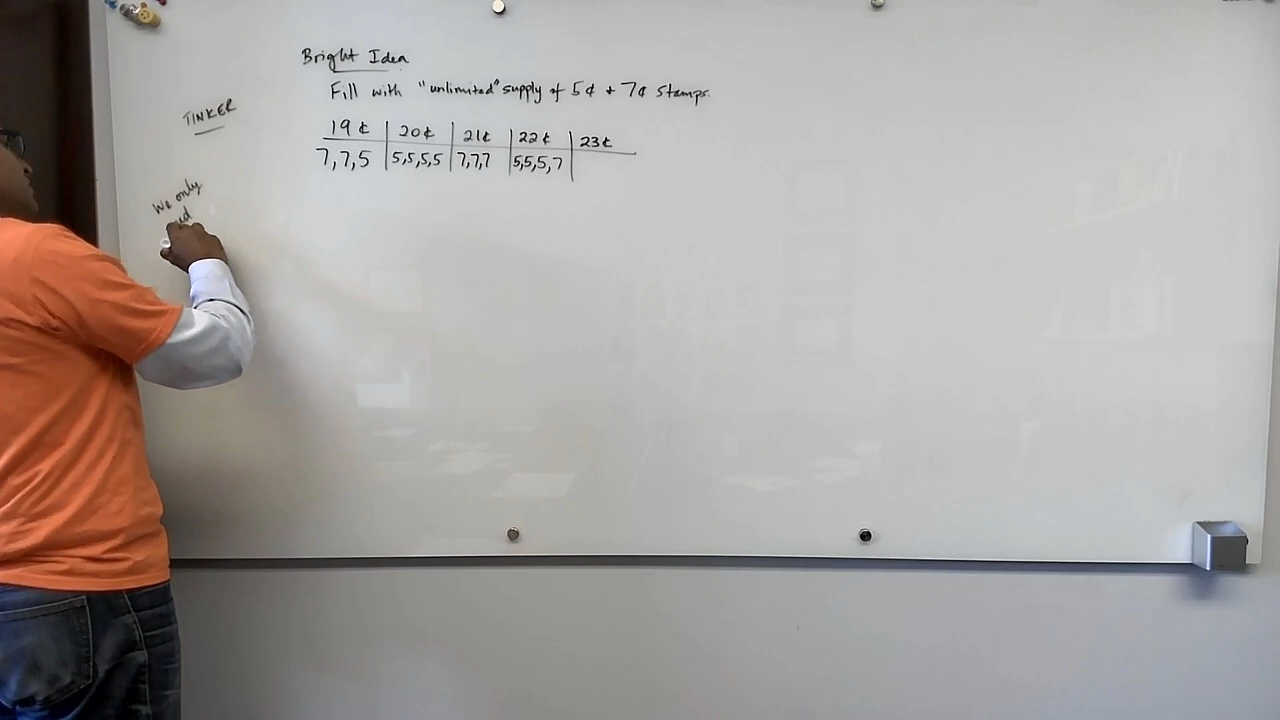 Bright Idea
Fill with "unlimited" supply of 5¢ + 7¢ stamps.
TINKER
19¢ | 20¢ | 21¢ | 22¢ | 23¢
7,7,5 | 5,5,5,5 | 7,7,7 | 5,5,5,7 |
We only